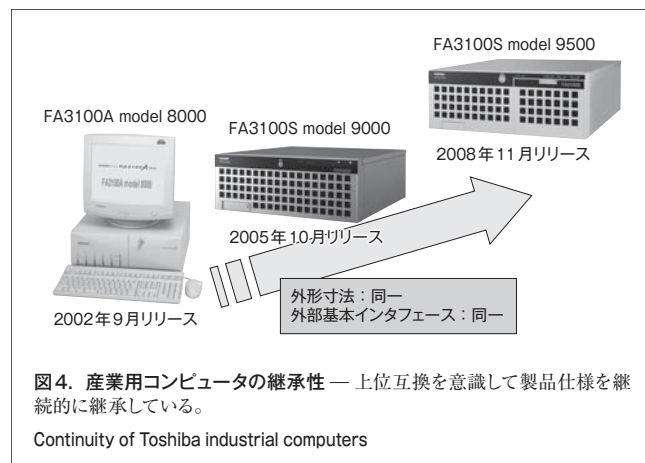 FA3100S model 9500
FA3100A model 8000
FA3100S model 9000
FA3100A model 8000
2008年11月リリース
2005年10月リリース
2002年9月リリース
外形寸法：同一
外部基本インタフェース：同一
図4．産業用コンピュータの継承性 — 上位互換を意識して製品仕様を継
続的に継承している。
Continuity of Toshiba industrial computers